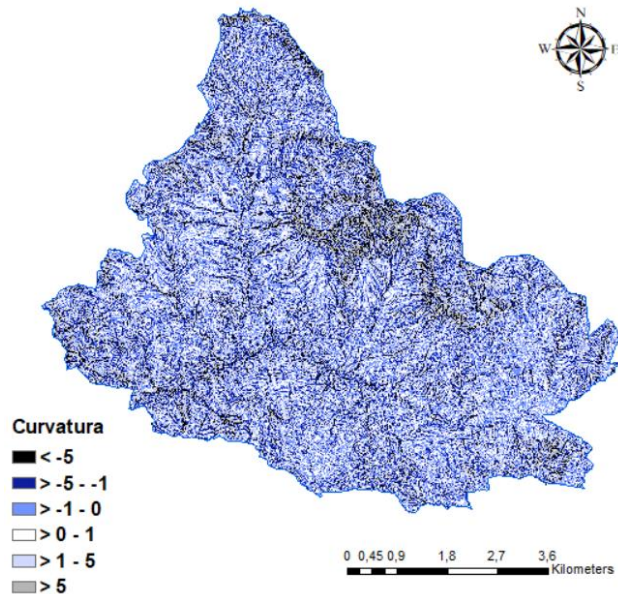 N
W E
S
Curvatura
< -5
> -5 - -1
> -1 - 0
> 0 - 1
> 1 - 5
> 5
0 0,45 0,9 1,8 2,7 3,6
Kilometers